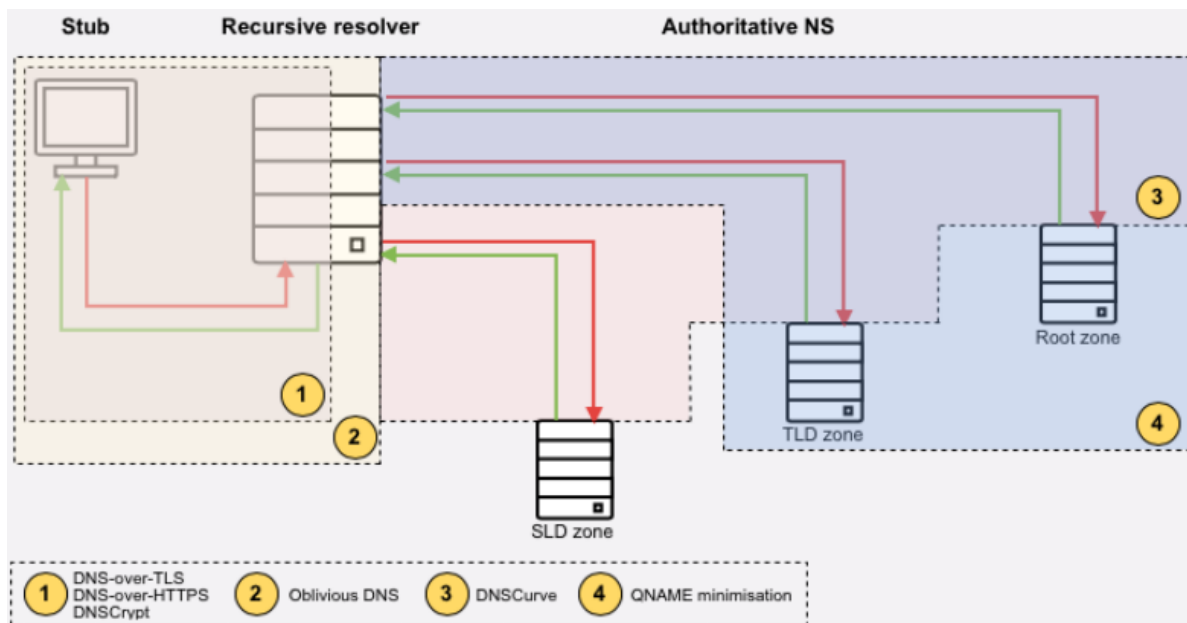 Stub
Recursive resolver
Authoritative NS
3
Root zone
1
2
TLD zone
4
SLD zone
1
DNS-over-TLS
DNS-over-HTTPS
DNSCrypt
2
Oblivious DNS
3
DNSCurve
4
QNAME minimisation